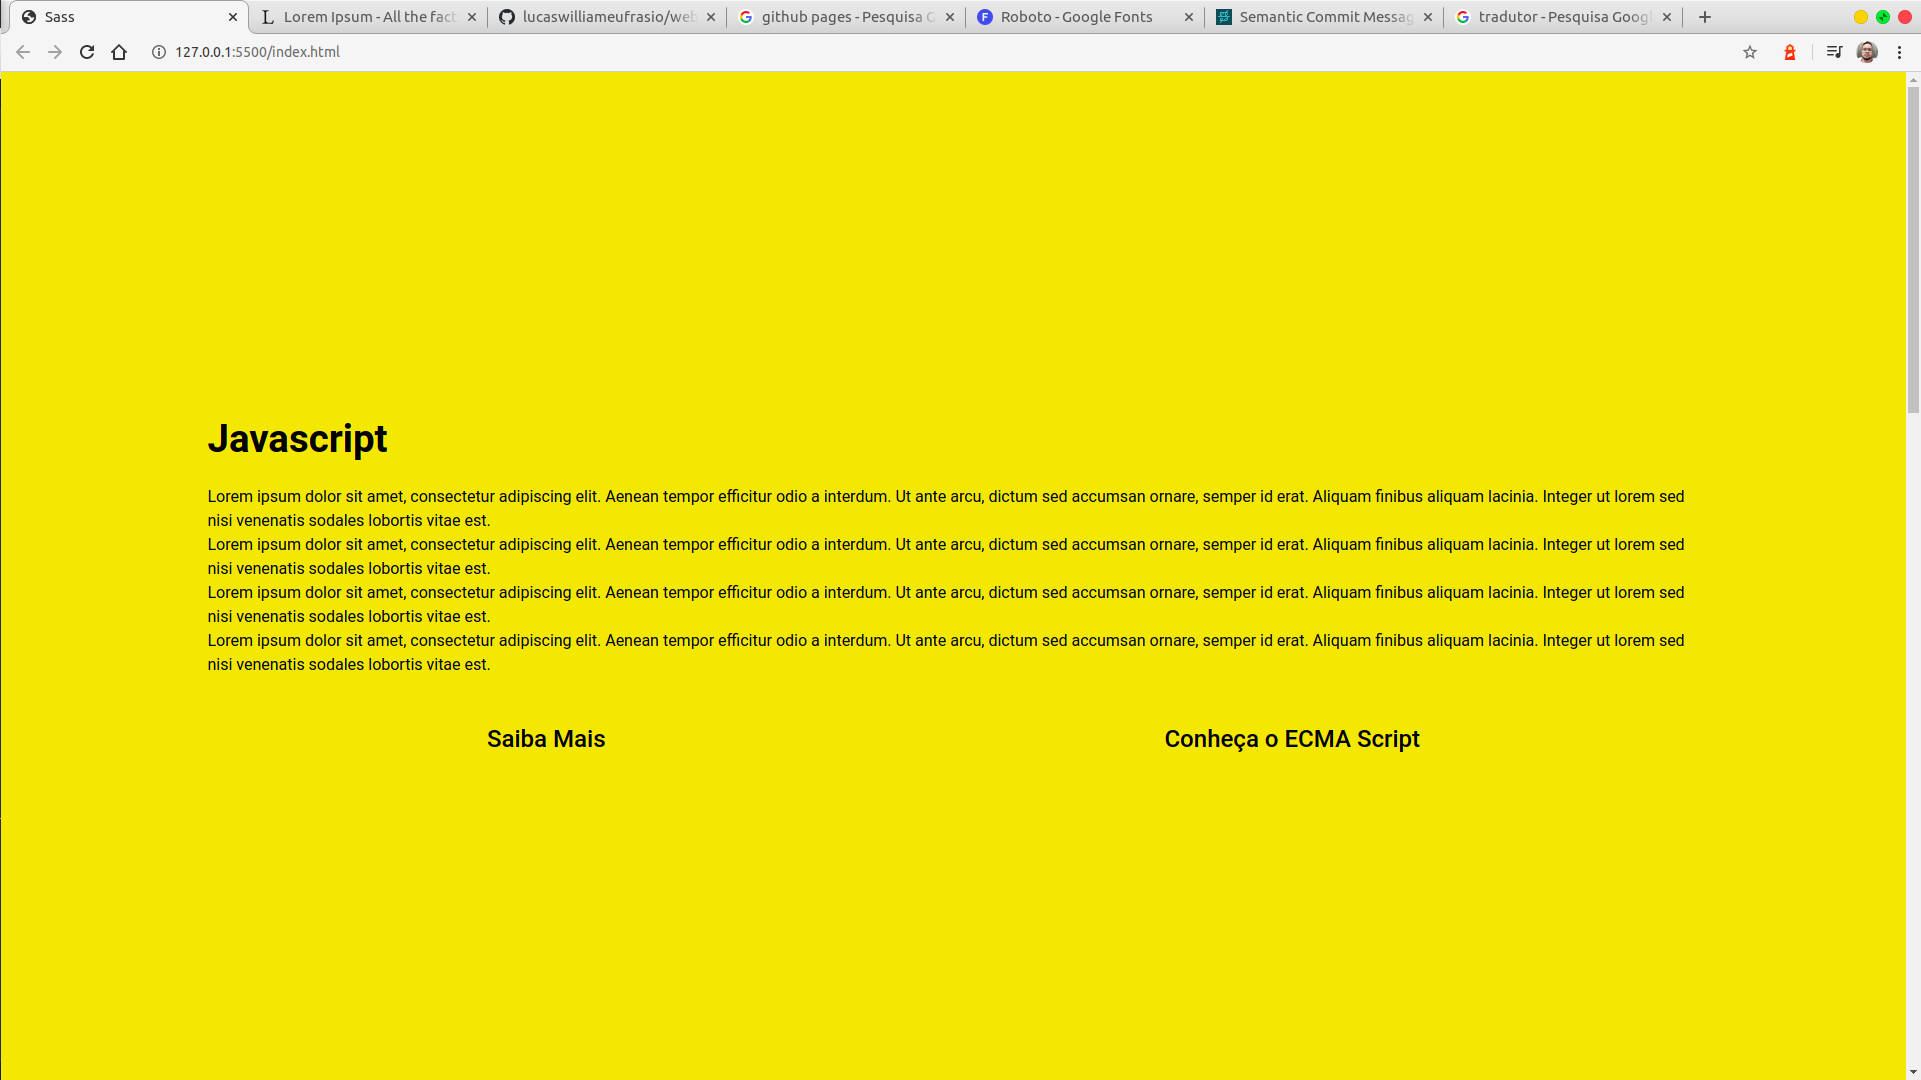 Sass
Lorem Ipsum - All the fact
lucaswilliameufrasio/web
github pages - Pesquisa G
Roboto - Google Fonts
Semantic Commit Messag
tradutor - Pesquisa Googl
127.0.0.1:5500/index.html
Javascript
Lorem ipsum dolor sit amet, consectetur adipiscing elit. Aenean tempor efficitur odio a interdum. Ut ante arcu, dictum sed accumsan ornare, semper id erat. Aliquam finibus aliquam lacinia. Integer ut lorem sed
nisi venenatis sodales lobortis vitae est.
Lorem ipsum dolor sit amet, consectetur adipiscing elit. Aenean tempor efficitur odio a interdum. Ut ante arcu, dictum sed accumsan ornare, semper id erat. Aliquam finibus aliquam lacinia. Integer ut lorem sed
nisi venenatis sodales lobortis vitae est.
Lorem ipsum dolor sit amet, consectetur adipiscing elit. Aenean tempor efficitur odio a interdum. Ut ante arcu, dictum sed accumsan ornare, semper id erat. Aliquam finibus aliquam lacinia. Integer ut lorem sed
nisi venenatis sodales lobortis vitae est.
Lorem ipsum dolor sit amet, consectetur adipiscing elit. Aenean tempor efficitur odio a interdum. Ut ante arcu, dictum sed accumsan ornare, semper id erat. Aliquam finibus aliquam lacinia. Integer ut lorem sed
nisi venenatis sodales lobortis vitae est.
Saiba Mais
Conheça o ECMA Script